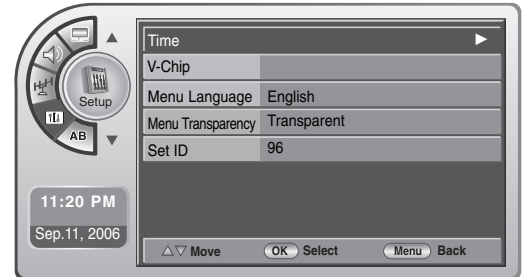 Time
V-Chip
Menu Language English
Menu Transparency Transparent
Set ID 96
Setup
AB
11:20 PM
Sep.11, 2006
Move OK Select Menu Back